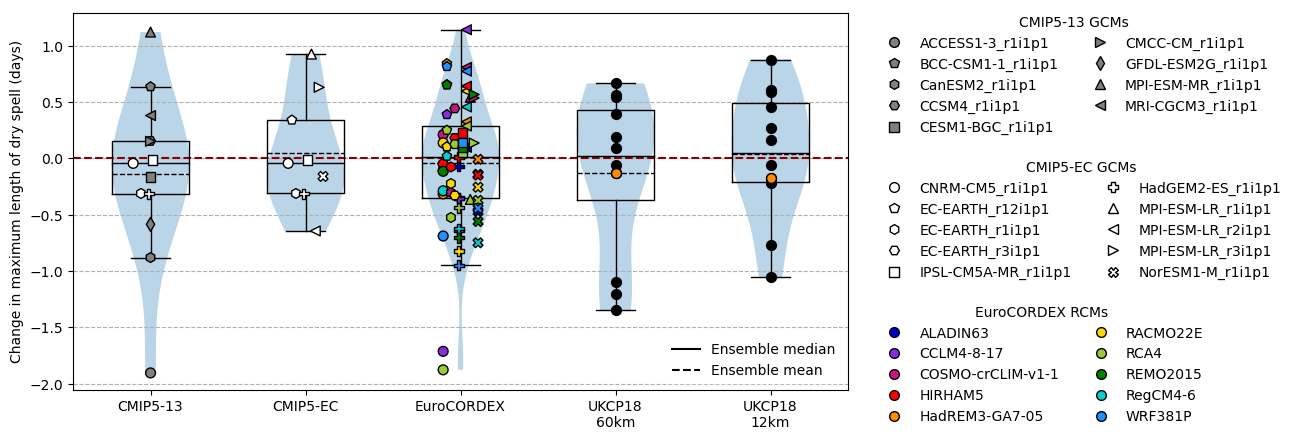 Change in maximum length of dry spell (days)
1.0
0.5
0.0
−0.5
−1.0
−1.5
−2.0
CMIP5-13
CMIP5-EC
EuroCORDEX
UKCP18
60km
UKCP18
12km
Ensemble median
Ensemble mean
CMIP5-13 GCMs
ACCESS1-3_r1i1p1
BCC-CSM1-1_r1i1p1
CanESM2_r1i1p1
CCSM4_r1i1p1
CESM1-BGC_r1i1p1
CMCC-CM_r1i1p1
GFDL-ESM2G_r1i1p1
MPI-ESM-MR_r1i1p1
MRI-CGCM3_r1i1p1
CMIP5-EC GCMs
CNRM-CM5_r1i1p1
EC-EARTH_r12i1p1
EC-EARTH_r1i1p1
EC-EARTH_r3i1p1
IPSL-CM5A-MR_r1i1p1
HadGEM2-ES_r1i1p1
MPI-ESM-LR_r1i1p1
MPI-ESM-LR_r2i1p1
MPI-ESM-LR_r3i1p1
NorESM1-M_r1i1p1
EuroCORDEX RCMs
ALADIN63
CCLM4-8-17
COSMO-crCLIM-v1-1
HIRHAM5
HadREM3-GA7-05
RACMO22E
RCA4
REMO2015
RegCM4-6
WRF381P